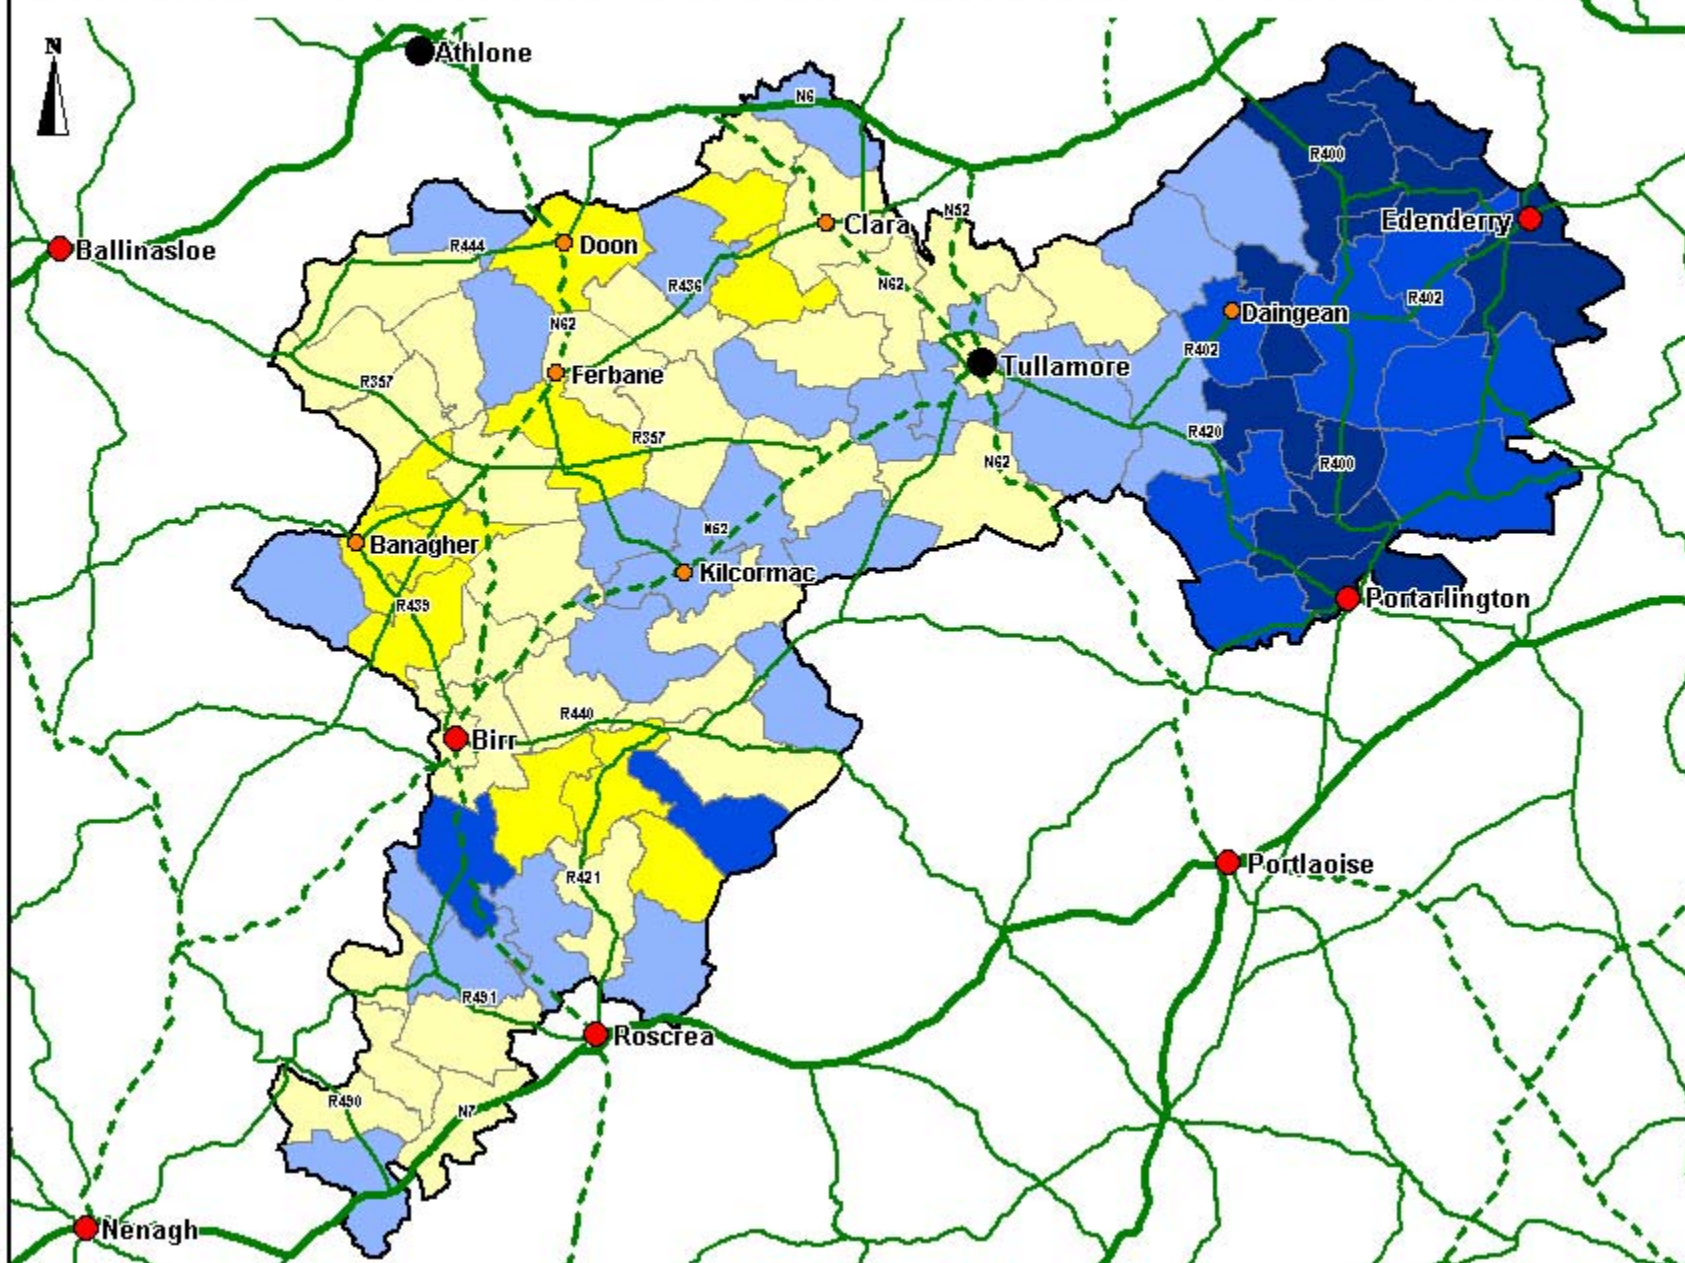 N
Athlone
N6
R400
N52
Edenderry
Clara
Ballinasloe
R444
Doon
R436
N62
R402
Daingean
N62
R402
Tullamore
Ferbane
R357
R357
R420
N62
R400
N62
Banagher
Kilcormac
R439
Portarlington
R440
Birr
Portlaoise
R421
R491
Roscrea
R490
N7
Nenagh